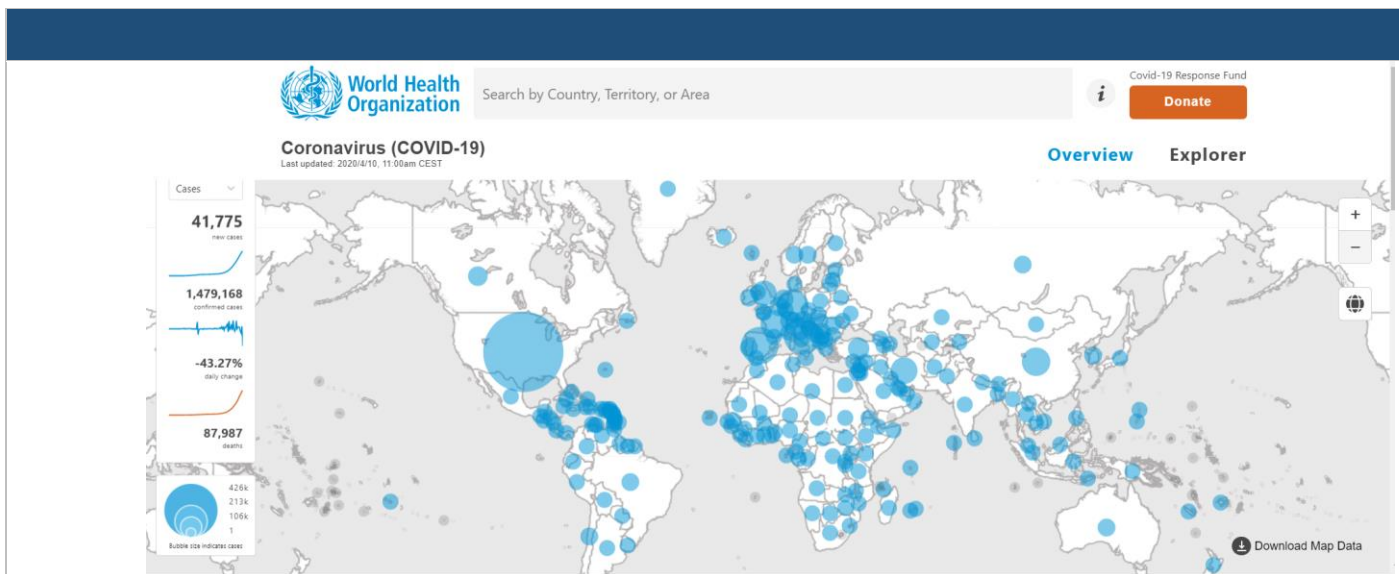 World Health
Organization
Search by Country, Territory, or Area
i
Covid-19 Response Fund
Donate
Coronavirus (COVID-19)
Last updated: 2020/4/10, 11:00am CEST
Overview
Explorer
Cases
41,775
new cases
1,479,168
confirmed cases
-43.27%
daily change
87,987
deaths
426k
213k
106k
1
Bubble size indicates cases
+
−
Download Map Data